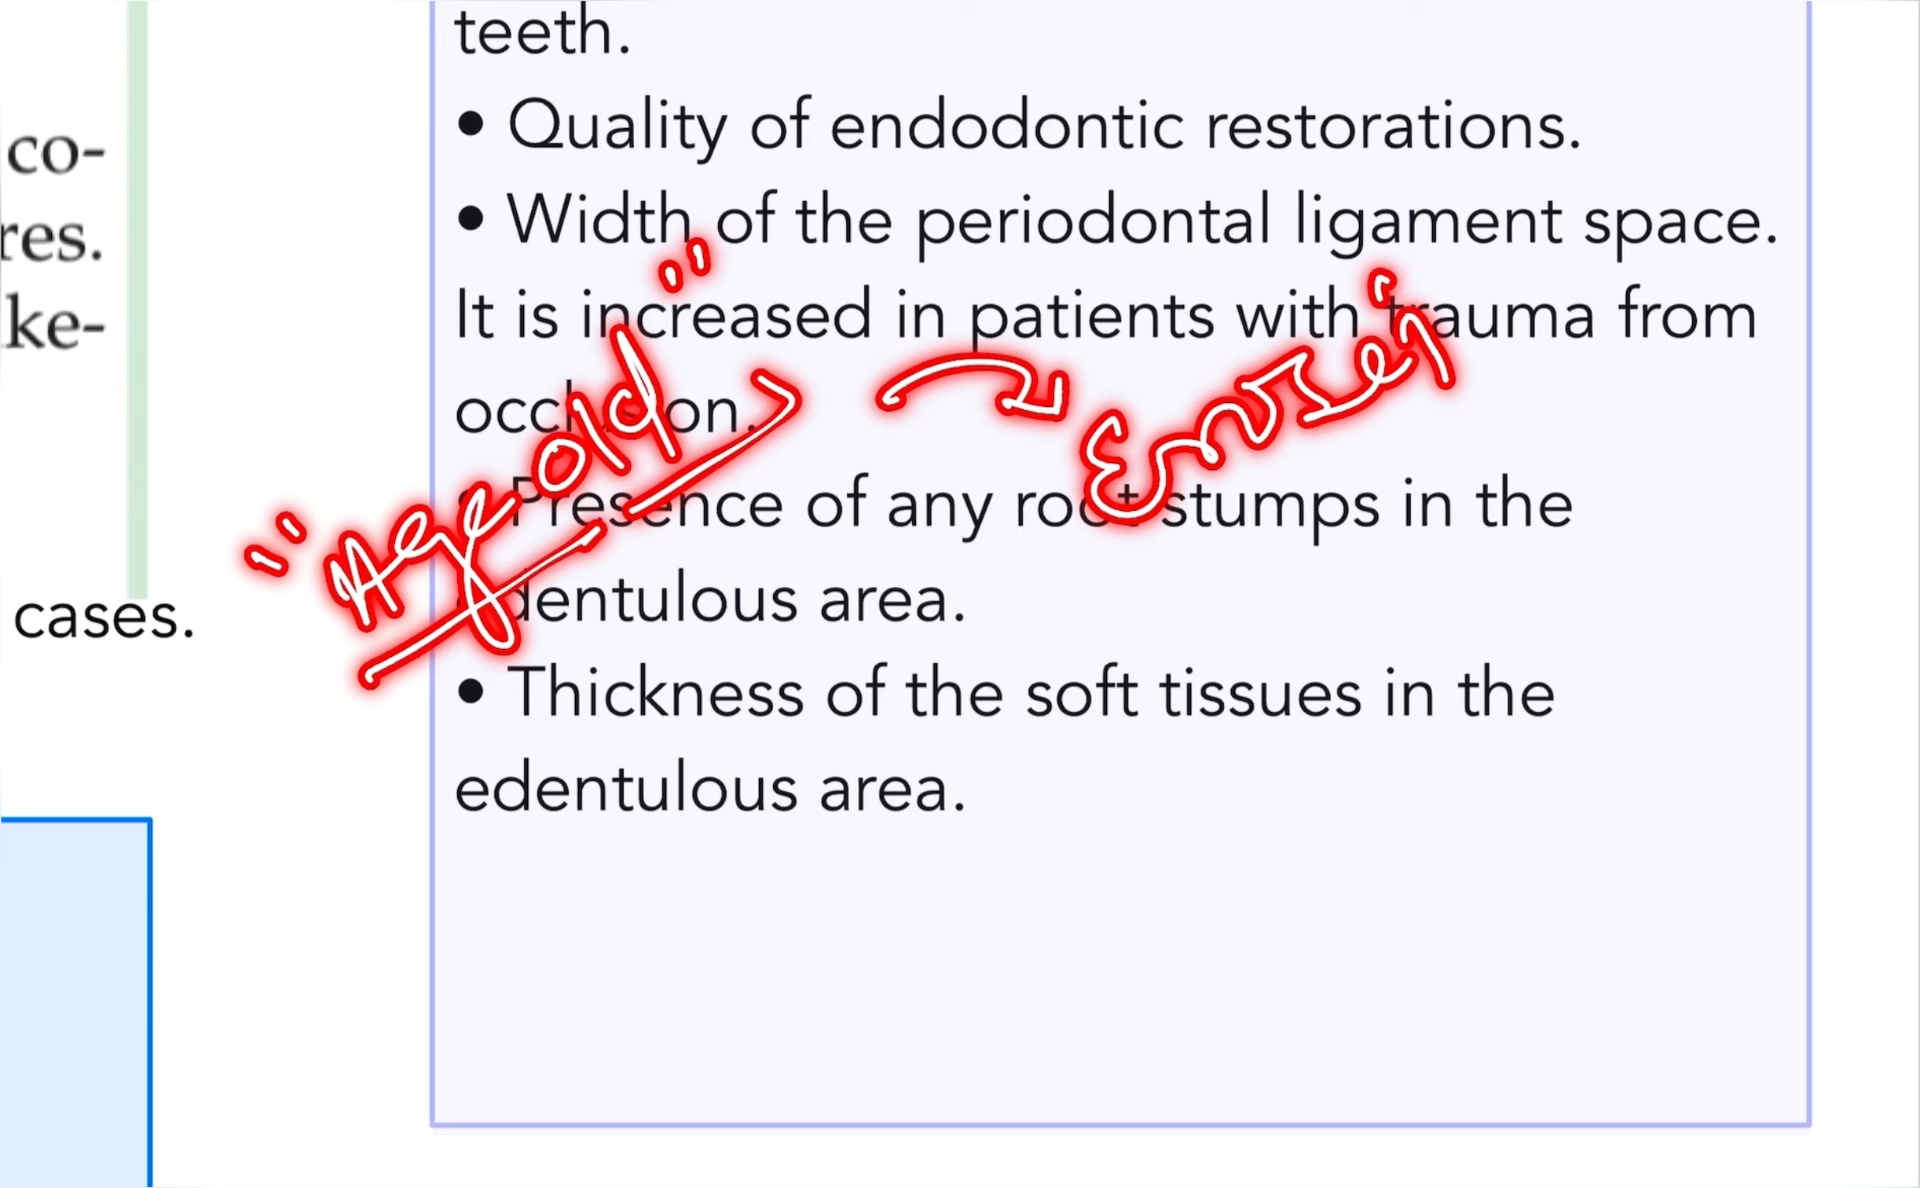 teeth.
co-
• Quality of endodontic restorations.
res.
• Width of the periodontal ligament space.
ke-
It is increased in patients with trauma from
occlusion.
"Age old"
• Presence of any root stumps in the
edentulous area.
cases.
• Thickness of the soft tissues in the
edentulous area.